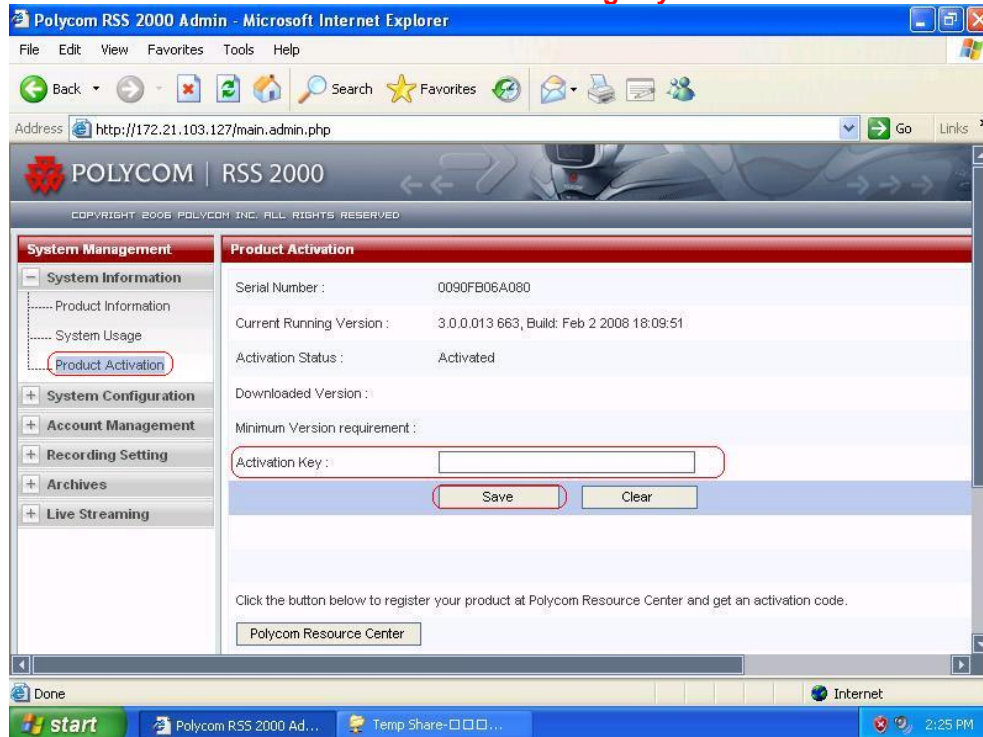 Polycom RSS 2000 Admin - Microsoft Internet Explorer
File Edit View Favorites Tools Help
Back Search Favorites
Address http://172.21.103.127/main.admin.php Go Links
POLYCOM | RSS 2000
COPYRIGHT 2006 POLYCOM INC. ALL RIGHTS RESERVED
System Management
System Information
Product Information
System Usage
Product Activation
System Configuration
Account Management
Recording Setting
Archives
Live Streaming
Product Activation
Serial Number : 0090FB06A080
Current Running Version : 3.0.0.013 663, Build: Feb 2 2008 18:09:51
Activation Status : Activated
Downloaded Version :
Minimum Version requirement :
Activation Key :
Save Clear
Click the button below to register your product at Polycom Resource Center and get an activation code.
Polycom Resource Center
Done Internet
start Polycom RSS 2000 Ad... Temp Share-□□□... 2:25 PM